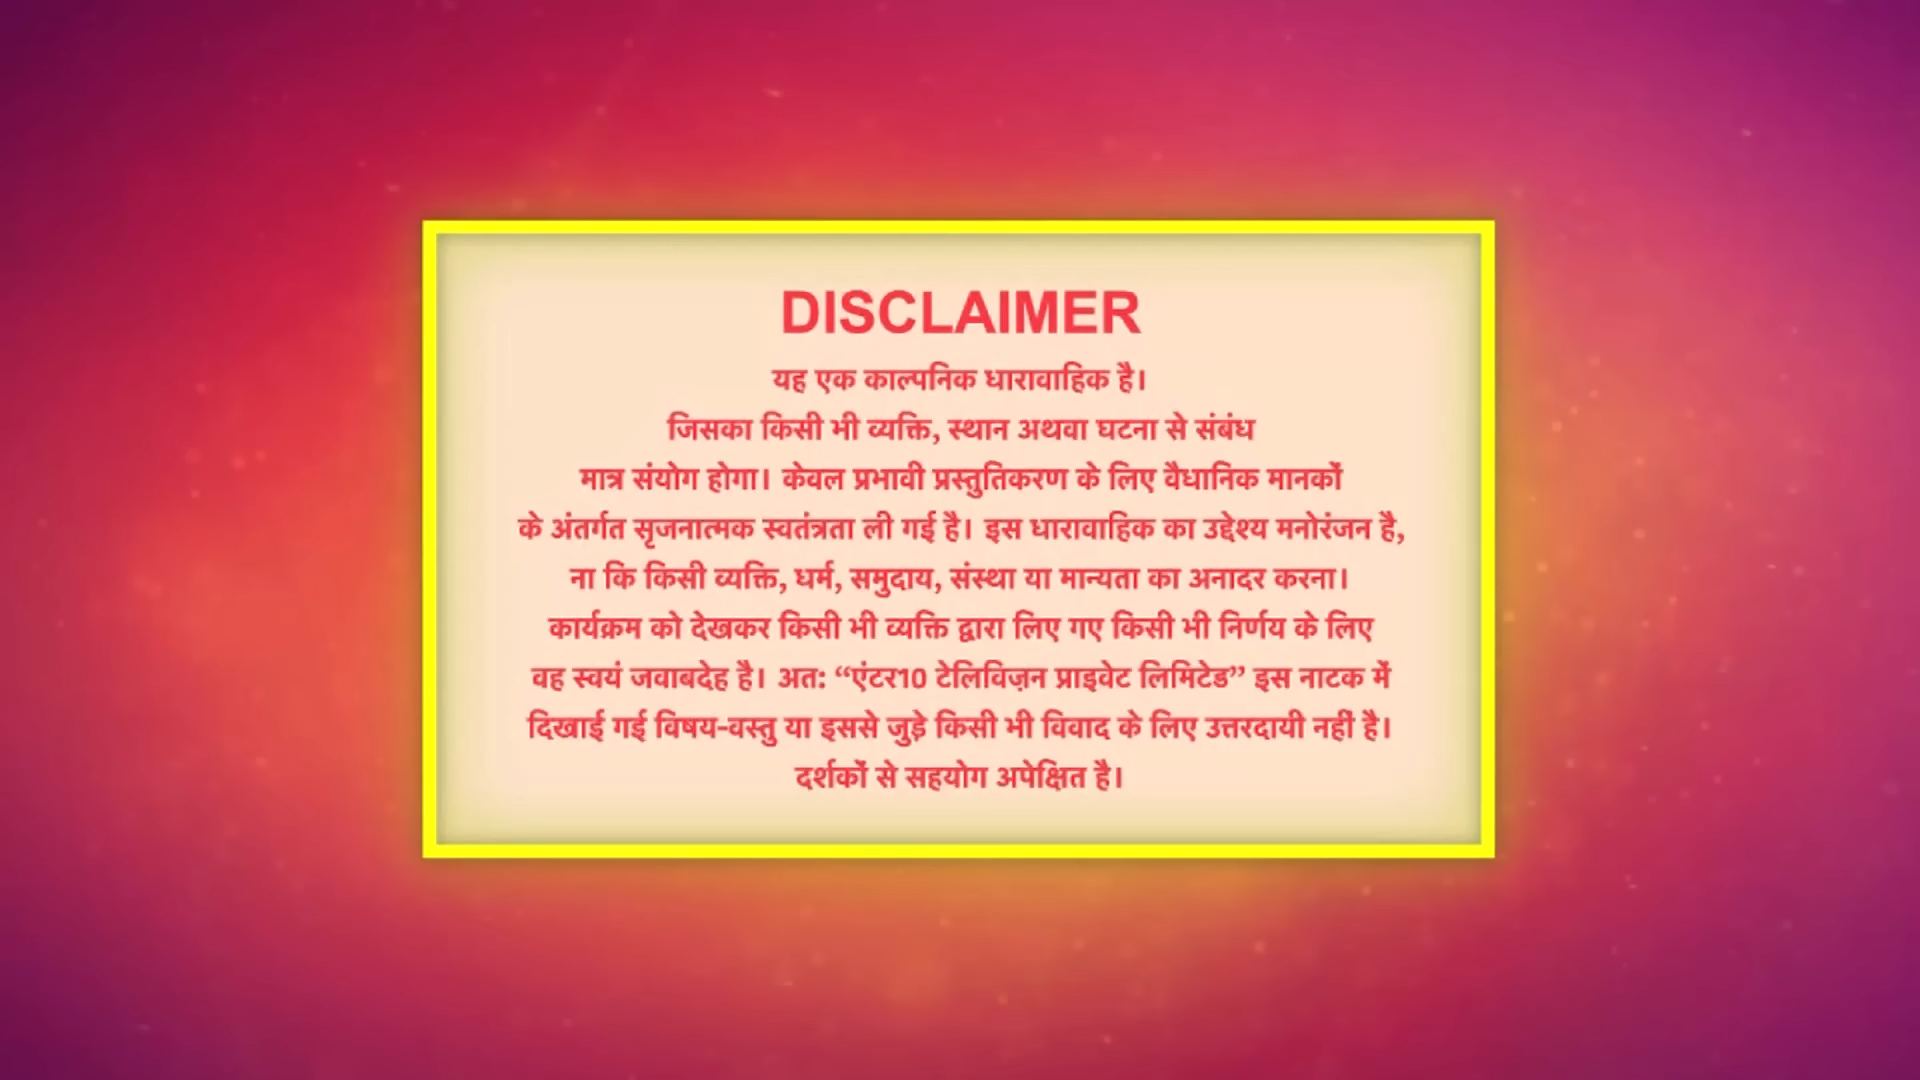 DISCLAIMER
यह एक काल्पनिक धारावाहिक है।
जिसका किसी भी व्यक्ति, स्थान अथवा घटना से संबंध
मात्र संयोग होगा। केवल प्रभावी प्रस्तुतिकरण के लिए वैधानिक मानकों
के अंतर्गत सृजनात्मक स्वतंत्रता ली गई है। इस धारावाहिक का उद्देश्य मनोरंजन है,
ना कि किसी व्यक्ति, धर्म, समुदाय, संस्था या मान्यता का अनादर करना।
कार्यक्रम को देखकर किसी भी व्यक्ति द्वारा लिए गए किसी भी निर्णय के लिए
वह स्वयं जवाबदेह है। अत: “एंटर10 टेलिविज़न प्राइवेट लिमिटेड” इस नाटक में
दिखाई गई विषय-वस्तु या इससे जुड़े किसी भी विवाद के लिए उत्तरदायी नहीं है।
दर्शकों से सहयोग अपेक्षित है।